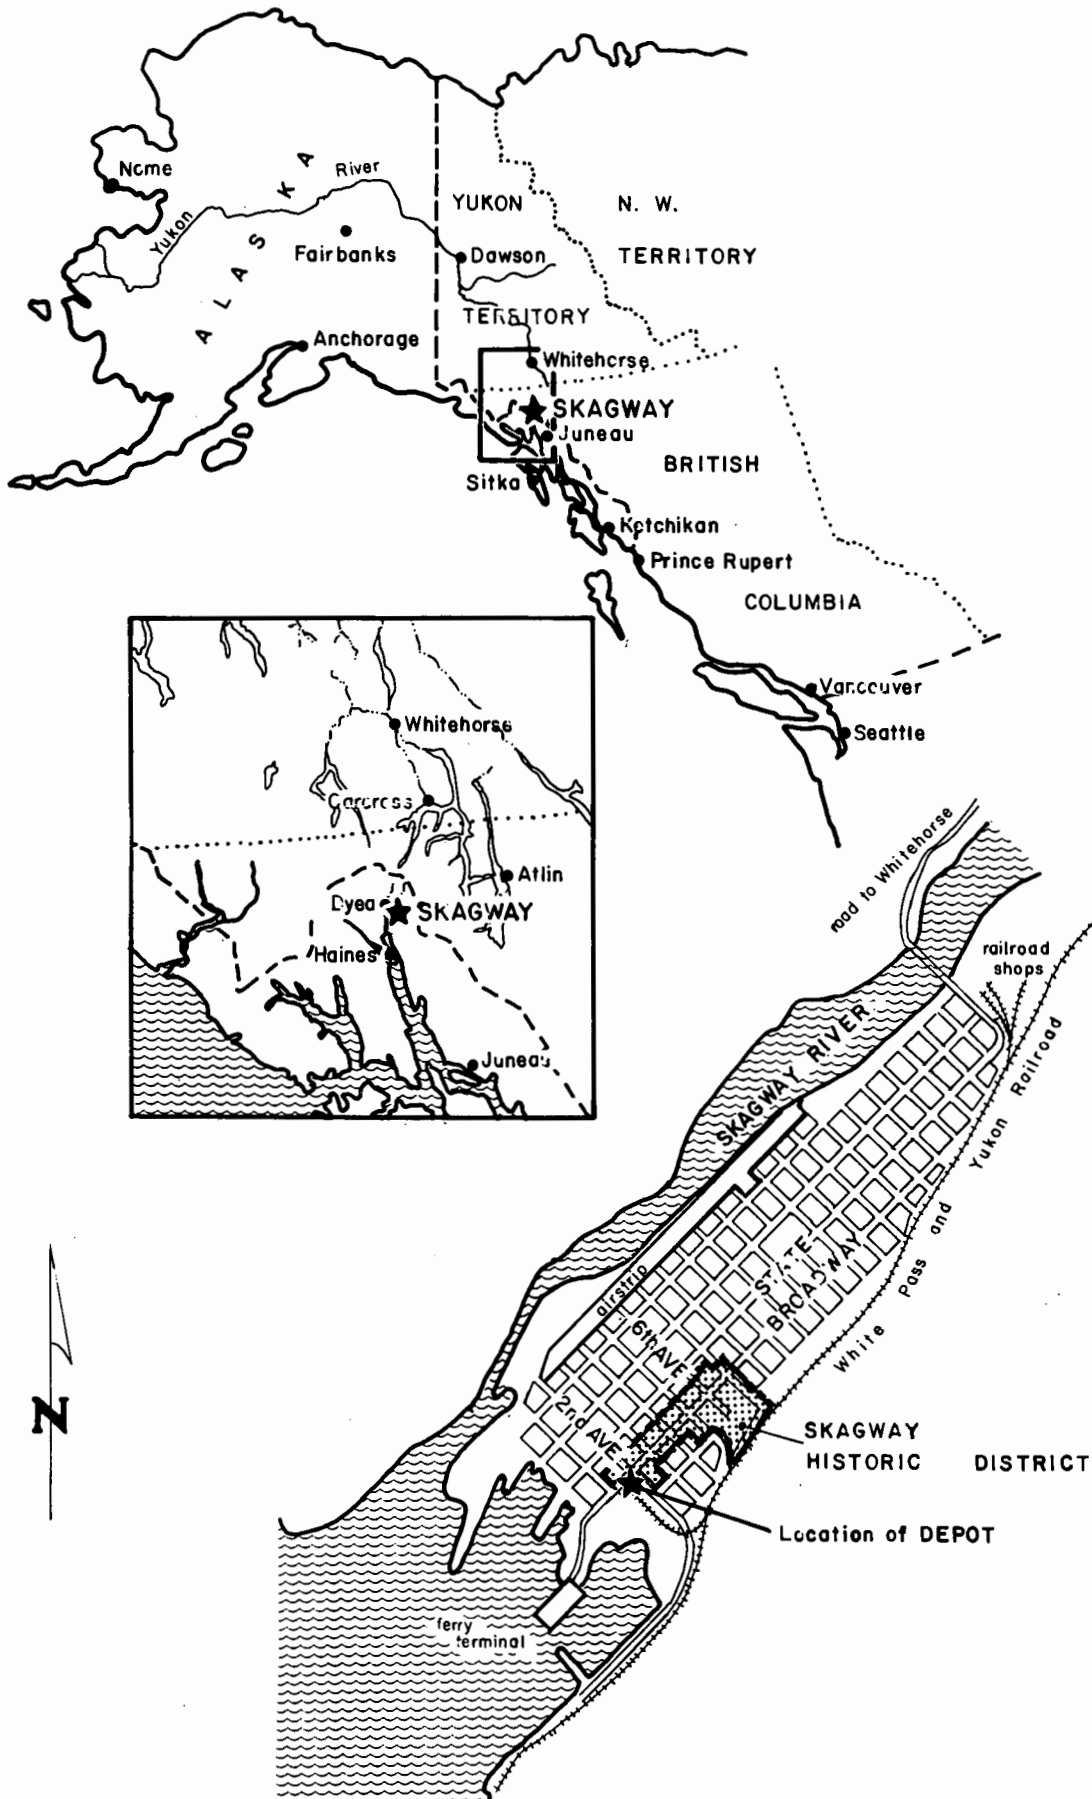 Nome
ALASKA
Yukon
River
Fairbanks
Anchorage
YUKON
TERRITORY
N. W.
TERRITORY
Dawson
Whitehorse
SKAGWAY
Juneau
BRITISH
Sitka
Ketchikan
Prince Rupert
COLUMBIA
Vancouver
Seattle
Whitehorse
Carcross
Atlin
Dyea
SKAGWAY
Haines
Juneau
road to Whitehorse
railroad
shops
SKAGWAY RIVER
White Pass and Yukon Railroad
airstrip
STATE
BROADWAY
6th AVE
2nd AVE
SKAGWAY
HISTORIC DISTRICT
Location of DEPOT
ferry
terminal
N